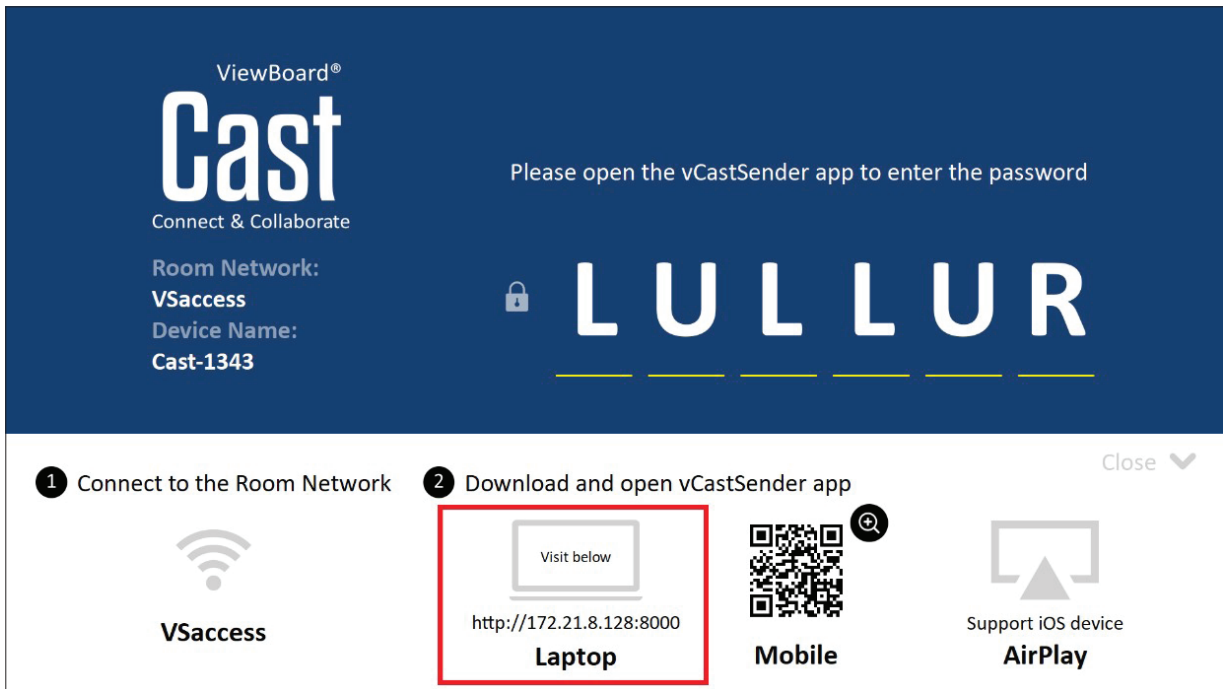 ViewBoard®
Cast
Connect & Collaborate
Room Network:
VSaccess
Device Name:
Cast-1343
Please open the vCastSender app to enter the password
L U L L U R
Close
1 Connect to the Room Network
VSaccess
2 Download and open vCastSender app
Visit below
http://172.21.8.128:8000
Laptop
Mobile
Support iOS device
AirPlay